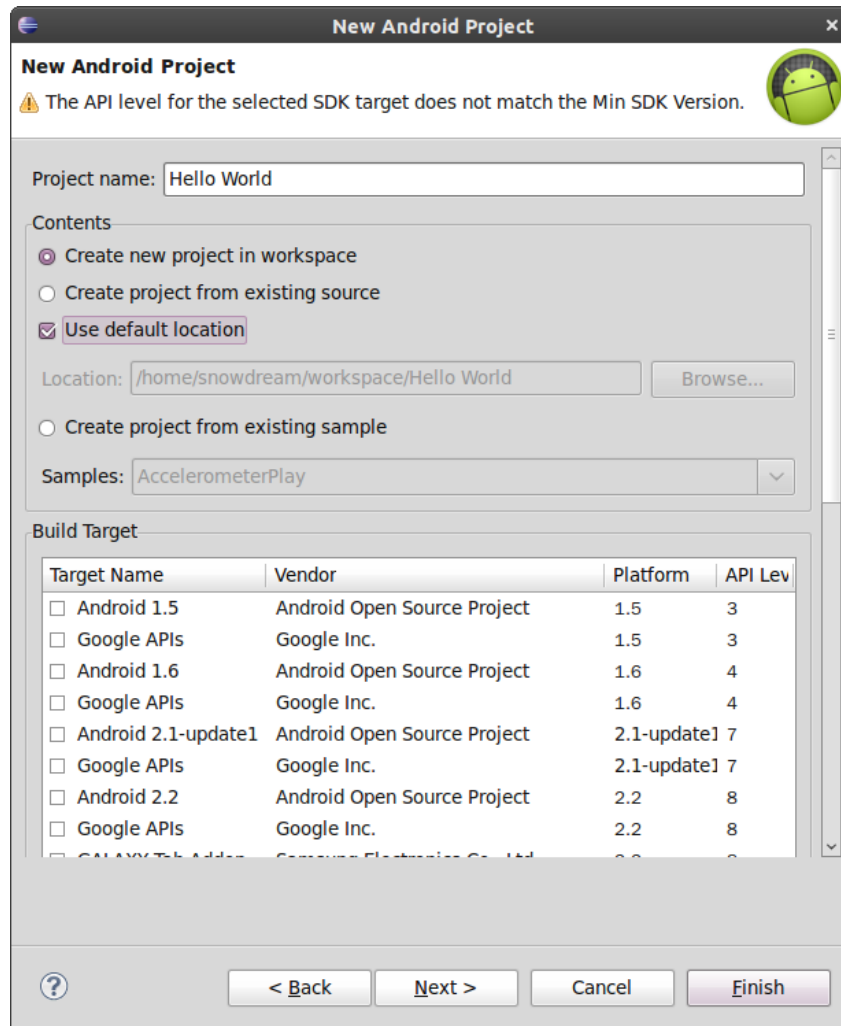 New Android Project
New Android Project
The API level for the selected SDK target does not match the Min SDK Version.
Project name: Hello World
Contents
Create new project in workspace
Create project from existing source
Use default location
Location: /home/snowdream/workspace/Hello World Browse...
Create project from existing sample
Samples: AccelerometerPlay
Build Target
Target Name Vendor Platform API Lev
Android 1.5 Android Open Source Project 1.5 3
Google APIs Google Inc. 1.5 3
Android 1.6 Android Open Source Project 1.6 4
Google APIs Google Inc. 1.6 4
Android 2.1-update1 Android Open Source Project 2.1-update1 7
Google APIs Google Inc. 2.1-update1 7
Android 2.2 Android Open Source Project 2.2 8
Google APIs Google Inc. 2.2 8
GALAXY Tab Addon Samsung Electronics Co., Ltd.
< Back Next > Cancel Finish